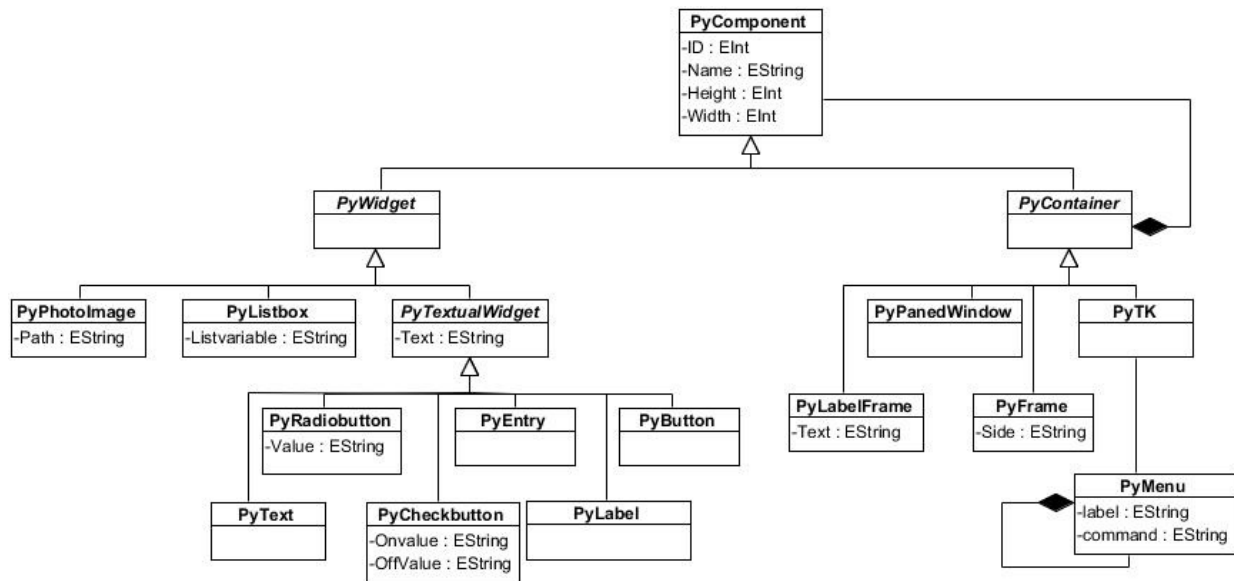 PyComponent
-ID : EInt
-Name : EString
-Height : EInt
-Width : EInt
PyWidget
PyContainer
PyPhotoImage
-Path : EString
PyListbox
-Listvariable : EString
PyTextualWidget
-Text : EString
PyPanedWindow
PyTK
PyRadiobutton
-Value : EString
PyEntry
PyButton
PyLabelFrame
-Text : EString
PyFrame
-Side : EString
PyText
PyCheckbutton
-Onvalue : EString
-OffValue : EString
PyLabel
PyMenu
-label : EString
-command : EString